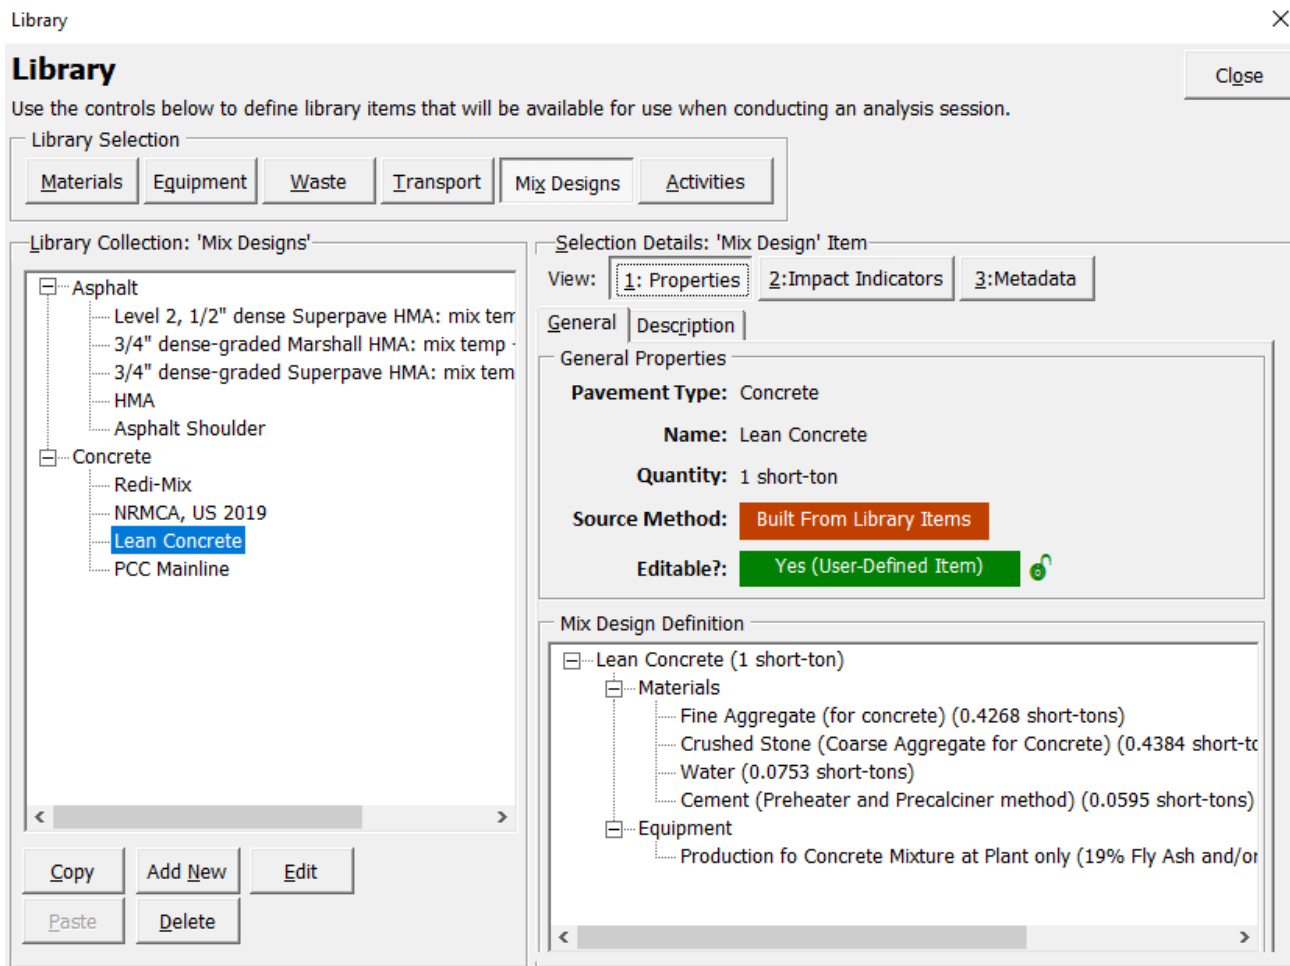 Library
Library
Close
Use the controls below to define library items that will be available for use when conducting an analysis session.
Library Selection
Materials Equipment Waste Transport Mix Designs Activities
Library Collection: 'Mix Designs'
Asphalt
Level 2, 1/2" dense Superpave HMA: mix tem
3/4" dense-graded Marshall HMA: mix temp -
3/4" dense-graded Superpave HMA: mix tem
HMA
Asphalt Shoulder
Concrete
Redi-Mix
NRMCA, US 2019
Lean Concrete
PCC Mainline
Copy Add New Edit
Paste Delete
Selection Details: 'Mix Design' Item
View: 1: Properties 2:Impact Indicators 3:Metadata
General Description
General Properties
Pavement Type: Concrete
Name: Lean Concrete
Quantity: 1 short-ton
Source Method: Built From Library Items
Editable?: Yes (User-Defined Item)
Mix Design Definition
Lean Concrete (1 short-ton)
Materials
Fine Aggregate (for concrete) (0.4268 short-tons)
Crushed Stone (Coarse Aggregate for Concrete) (0.4384 short-to
Water (0.0753 short-tons)
Cement (Preheater and Precalciner method) (0.0595 short-tons)
Equipment
Production fo Concrete Mixture at Plant only (19% Fly Ash and/or